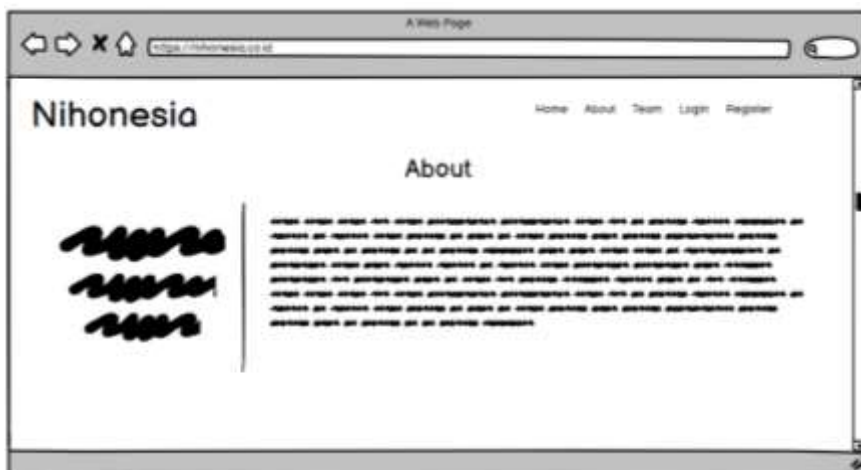 A Web Page
https://nihonesia.co.id
Nihonesia
Home About Team Login Register
About